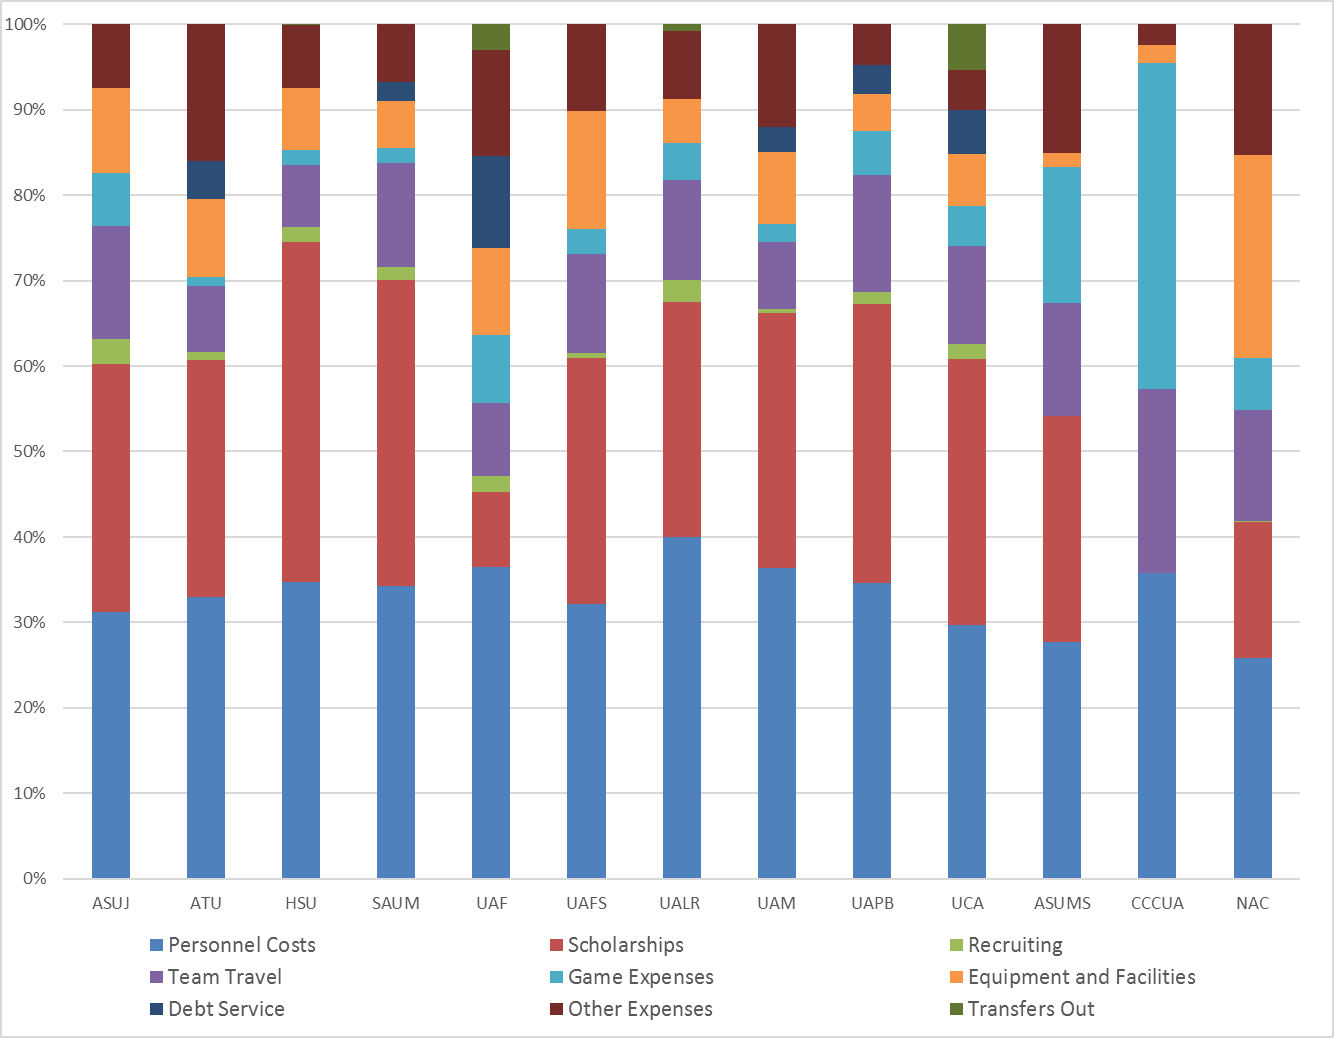 100%
90%
80%
70%
60%
50%
40%
30%
20%
10%
0%
ASUJ ATU HSU SAUM UAF UAFS UALR UAM UAPB UCA ASUMS CCCUA NAC
Personnel Costs Scholarships Recruiting
Team Travel Game Expenses Equipment and Facilities
Debt Service Other Expenses Transfers Out